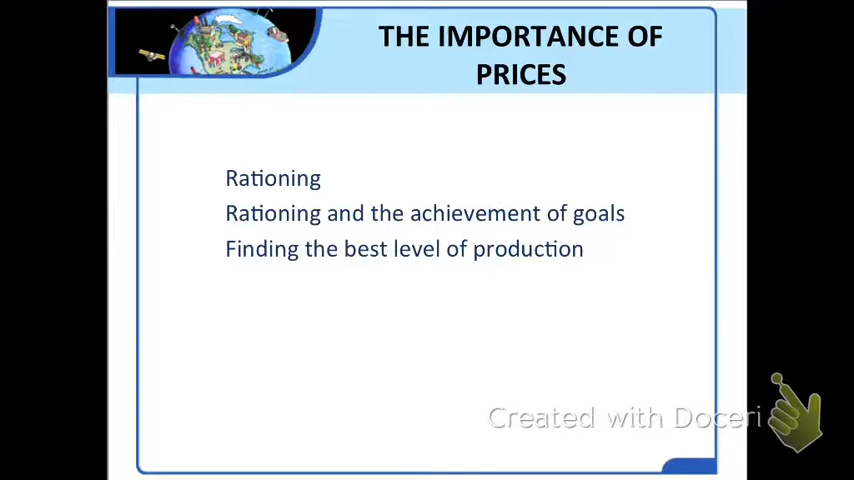 THE IMPORTANCE OF
PRICES
Rationing
Rationing and the achievement of goals
Finding the best level of production
Created with Doceri